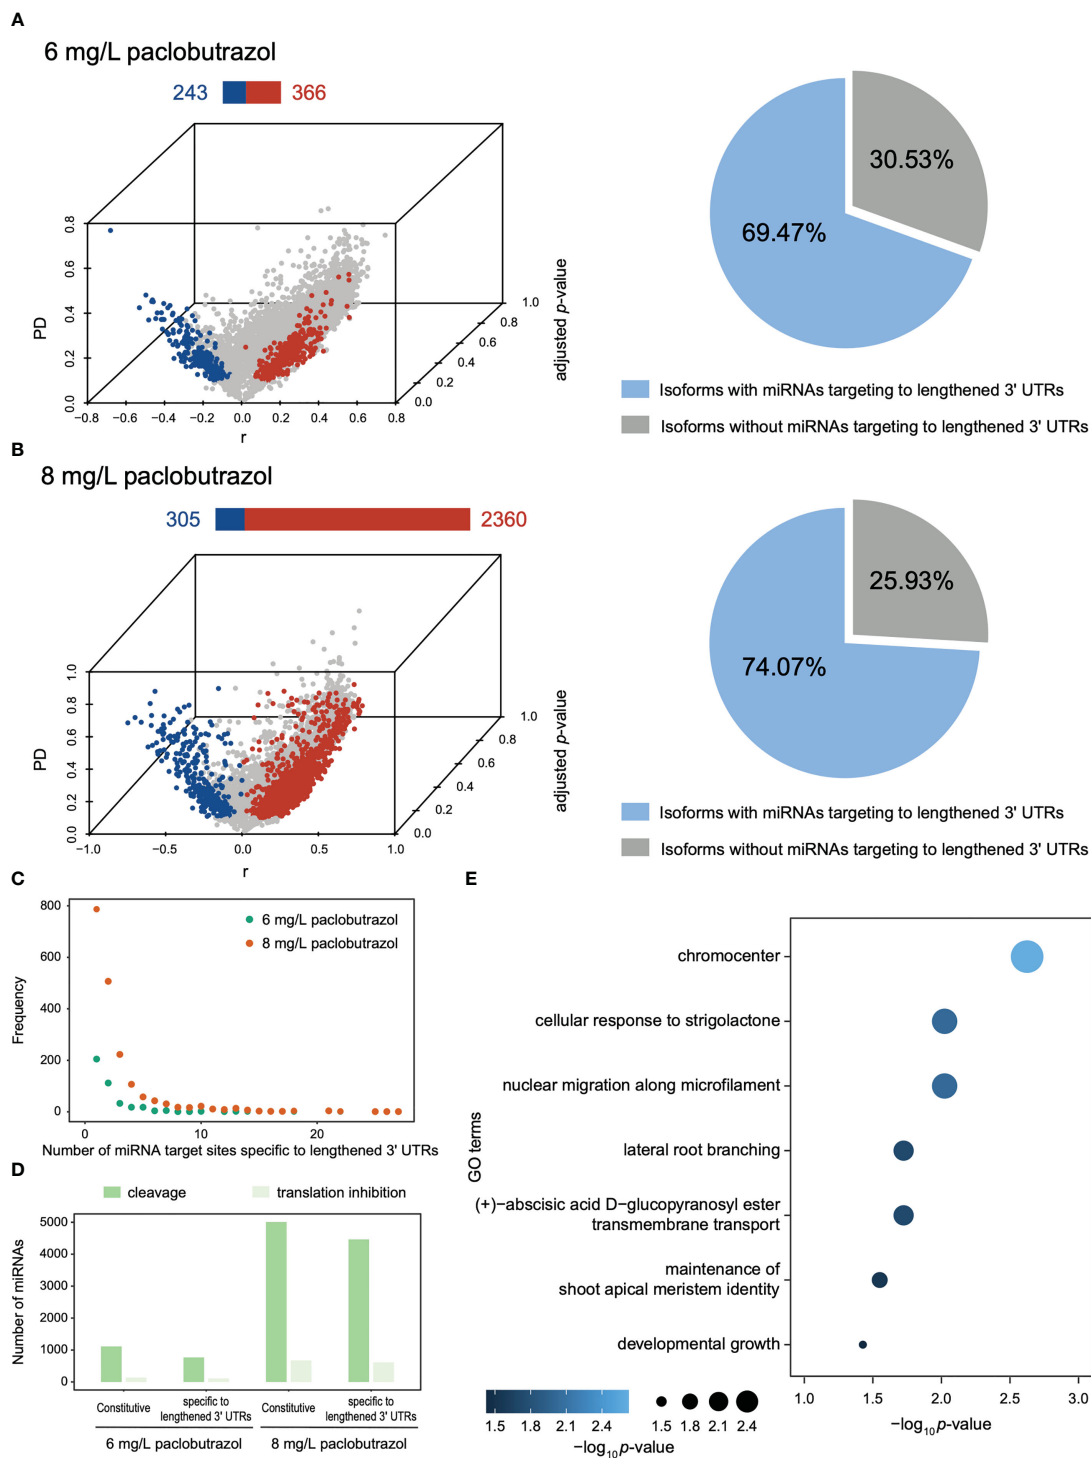 A
6 mg/L paclobutrazol
243
366
30.53%
69.47%
PD
0.8
0.6
0.4
0.2
0.0
−0.8
−0.6
−0.4
−0.2
0.0
0.2
0.4
0.6
0.8
r
0.0
0.2
0.4
0.6
0.8
1.0
adjusted p-value
Isoforms with miRNAs targeting to lengthened 3' UTRs
Isoforms without miRNAs targeting to lengthened 3' UTRs
B
8 mg/L paclobutrazol
305
2360
25.93%
74.07%
PD
1.0
0.8
0.6
0.4
0.2
0.0
−1.0
−0.5
0.0
0.5
1.0
r
0.0
0.2
0.4
0.6
0.8
1.0
adjusted p-value
Isoforms with miRNAs targeting to lengthened 3' UTRs
Isoforms without miRNAs targeting to lengthened 3' UTRs
C
Frequency
800
600
400
200
0
6 mg/L paclobutrazol
8 mg/L paclobutrazol
0
10
20
Number of miRNA target sites specific to lengthened 3' UTRs
D
cleavage
translation inhibition
Number of miRNAs
5000
4000
3000
2000
1000
0
Constitutive
specific to
lengthened 3' UTRs
Constitutive
specific to
lengthened 3' UTRs
6 mg/L paclobutrazol
8 mg/L paclobutrazol
E
GO terms
chromocenter
cellular response to strigolactone
nuclear migration along microfilament
lateral root branching
(+)−abscisic acid D−glucopyranosyl ester
transmembrane transport
maintenance of
shoot apical meristem identity
developmental growth
1.0
1.5
2.0
2.5
3.0
−log10p-value
1.5
1.8
2.1
2.4
1.5
1.8
2.1
2.4
−log10p-value